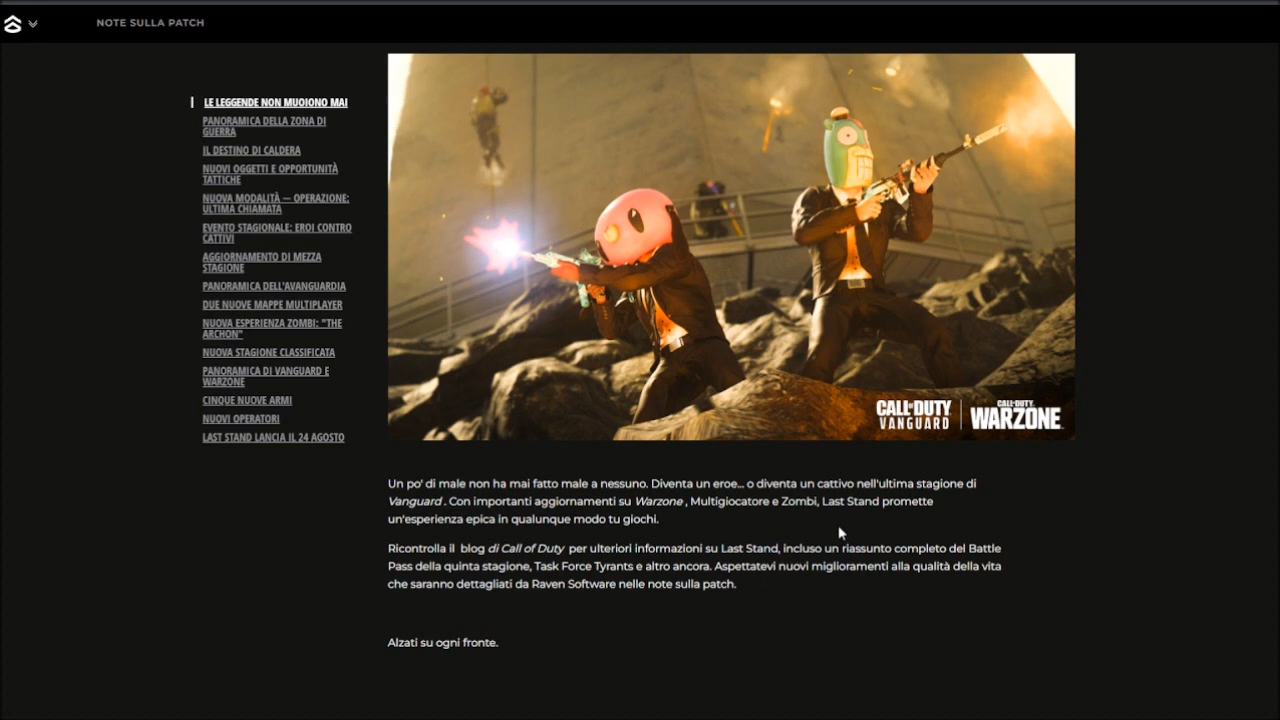 NOTE SULLA PATCH
LE LEGGENDE NON MUOIONO MAI
PANORAMICA DELLA ZONA DI
GUERRA
IL DESTINO DI CALDERA
NUOVI OGGETTI E OPPORTUNITÀ
TATTICHE
NUOVA MODALITÀ — OPERAZIONE:
ULTIMA CHIAMATA
EVENTO STAGIONALE: EROI CONTRO
CATTIVI
AGGIORNAMENTO DI MEZZA
STAGIONE
PANORAMICA DELL'AVANGUARDIA
DUE NUOVE MAPPE MULTIPLAYER
NUOVA ESPERIENZA ZOMBI: "THE
ARCHON"
NUOVA STAGIONE CLASSIFICATA
PANORAMICA DI VANGUARD E
WARZONE
CINQUE NUOVE ARMI
NUOVI OPERATORI
LAST STAND LANCIA IL 24 AGOSTO
CALL OF DUTY
VANGUARD
CALL OF DUTY
WARZONE
Un po' di male non ha mai fatto male a nessuno. Diventa un eroe... o diventa un cattivo nell'ultima stagione di
Vanguard . Con importanti aggiornamenti su Warzone , Multigiocatore e Zombi, Last Stand promette
un'esperienza epica in qualunque modo tu giochi.
Ricontrolla il blog di Call of Duty per ulteriori informazioni su Last Stand, incluso un riassunto completo del Battle
Pass della quinta stagione, Task Force Tyrants e altro ancora. Aspettatevi nuovi miglioramenti alla qualità della vita
che saranno dettagliati da Raven Software nelle note sulla patch.
Alzati su ogni fronte.